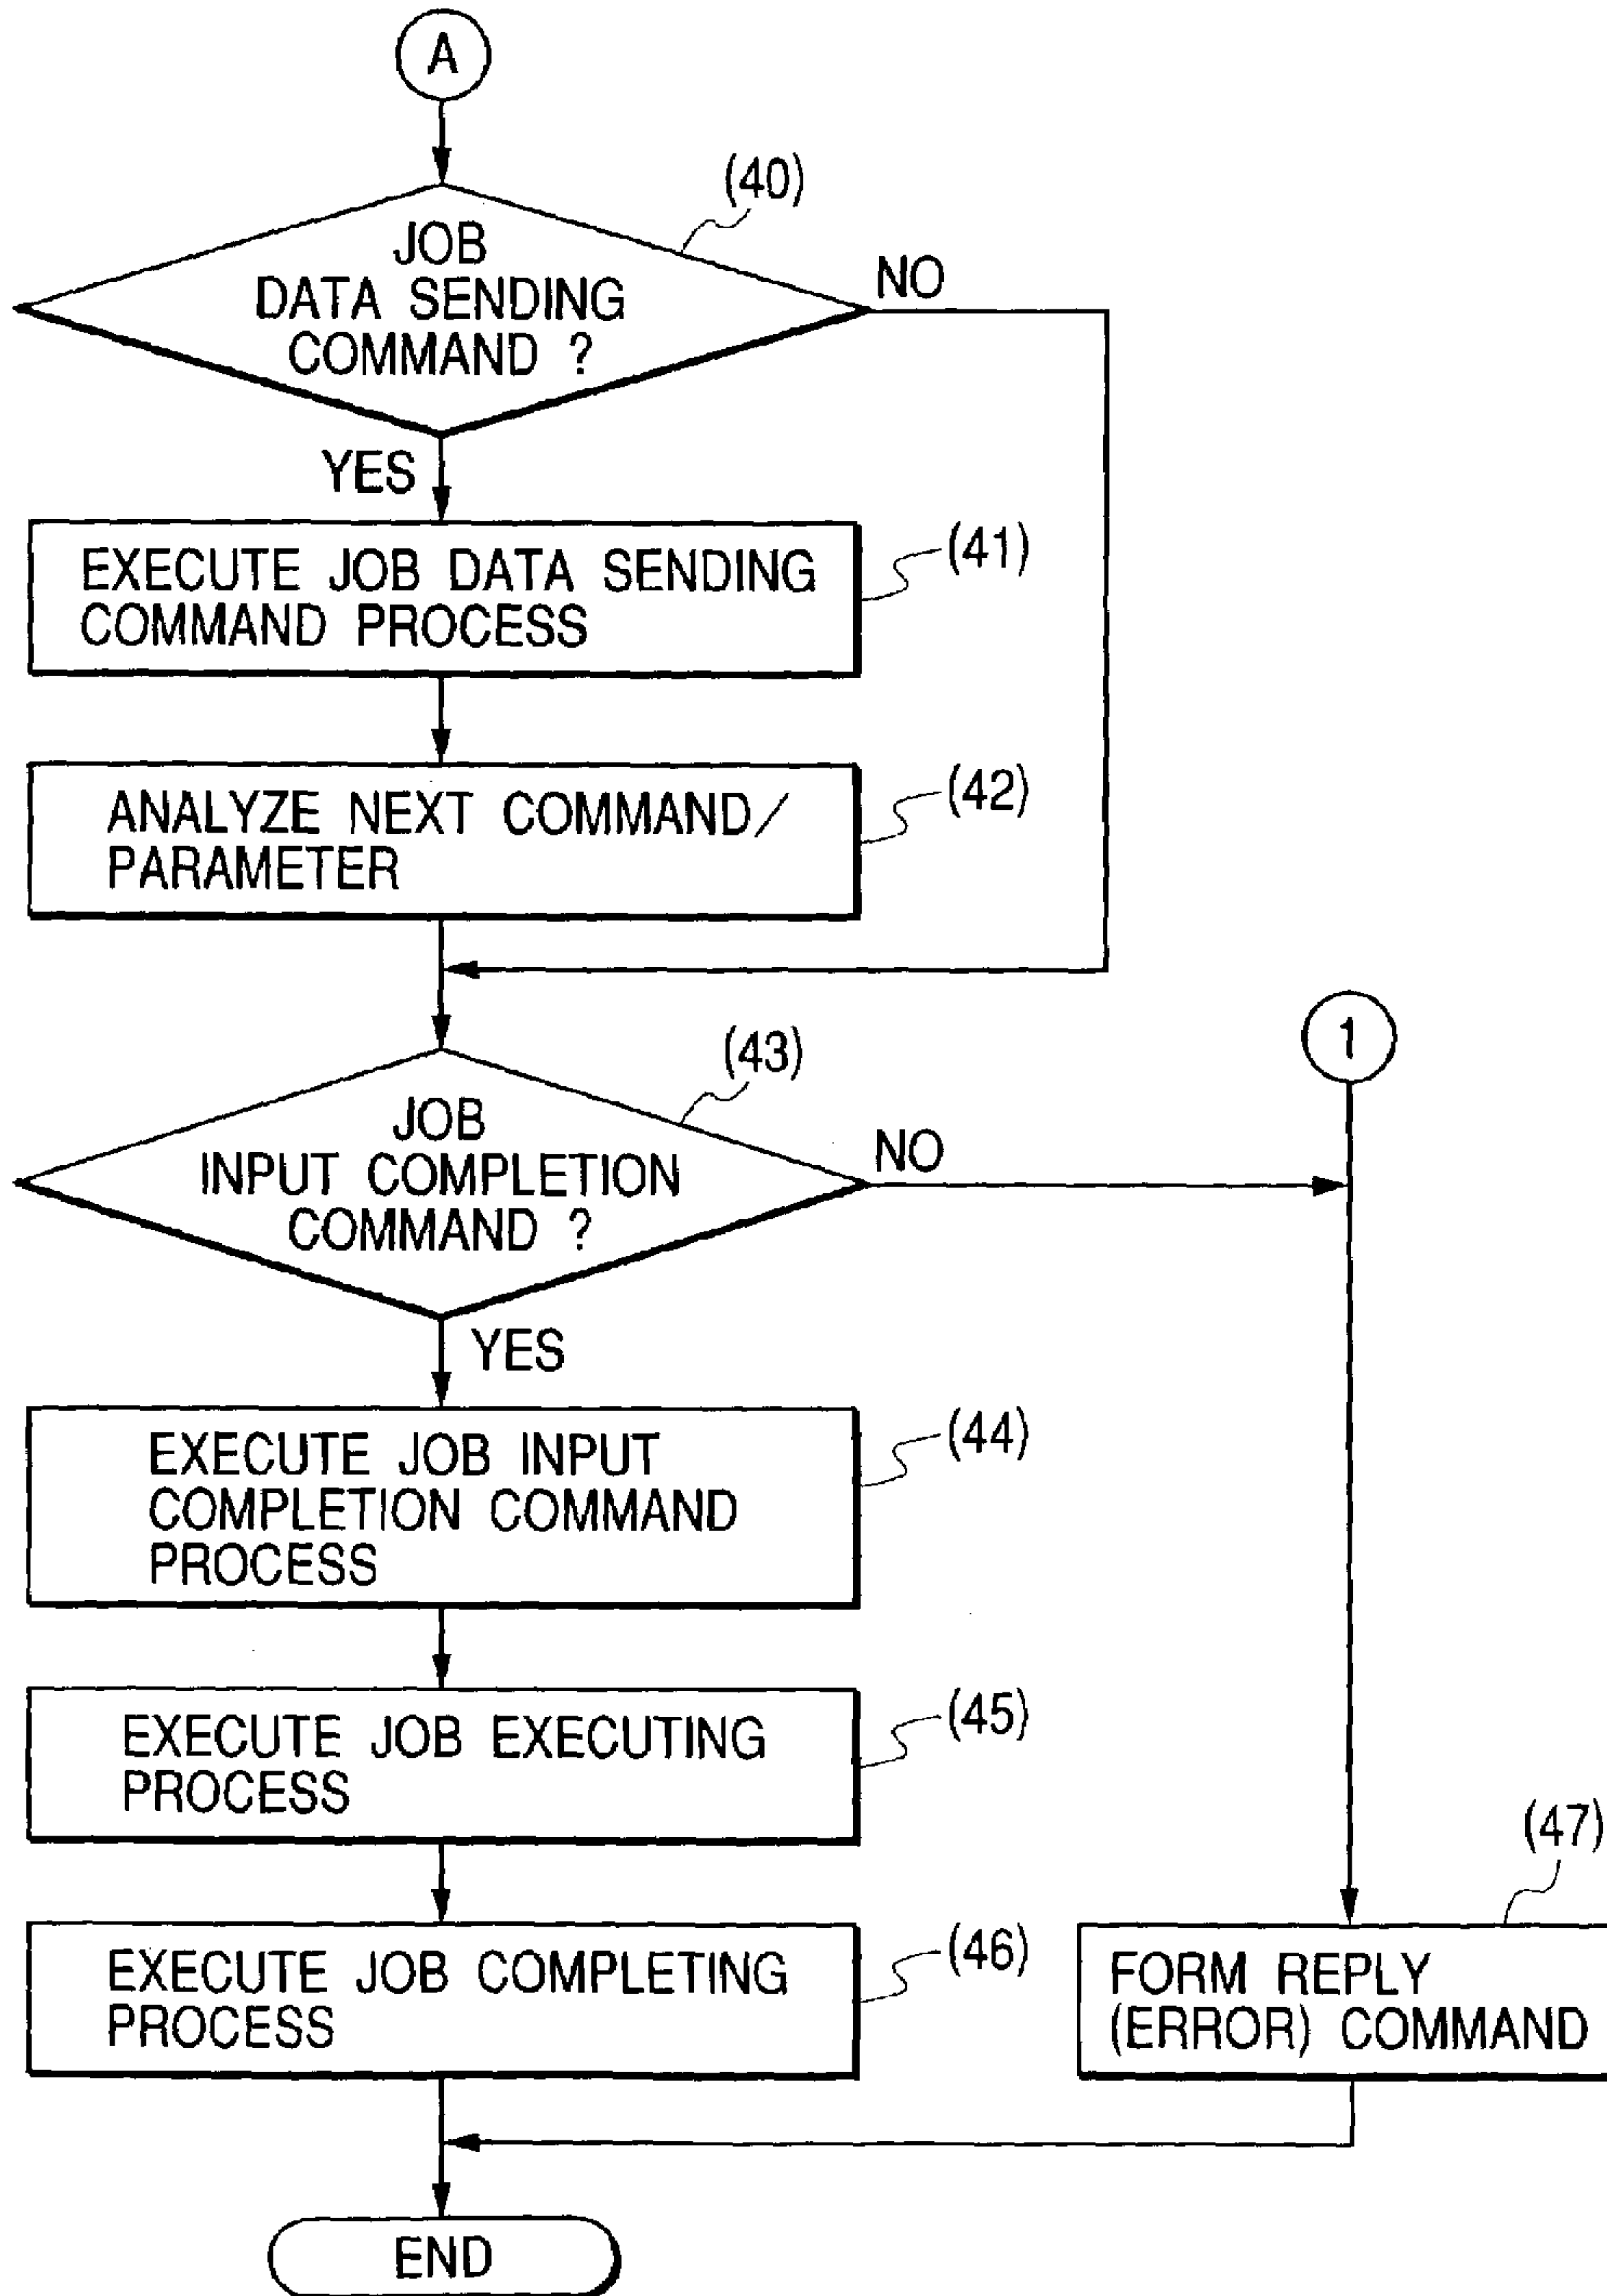 A
(40)
JOB
DATA SENDING
COMMAND ?
NO
YES
EXECUTE JOB DATA SENDING
COMMAND PROCESS
(41)
ANALYZE NEXT COMMAND/
PARAMETER
(42)
1
(43)
JOB
INPUT COMPLETION
COMMAND ?
NO
YES
EXECUTE JOB INPUT
COMPLETION COMMAND
PROCESS
(44)
EXECUTE JOB EXECUTING
PROCESS
(45)
EXECUTE JOB COMPLETING
PROCESS
(46)
(47)
FORM REPLY
(ERROR) COMMAND
END